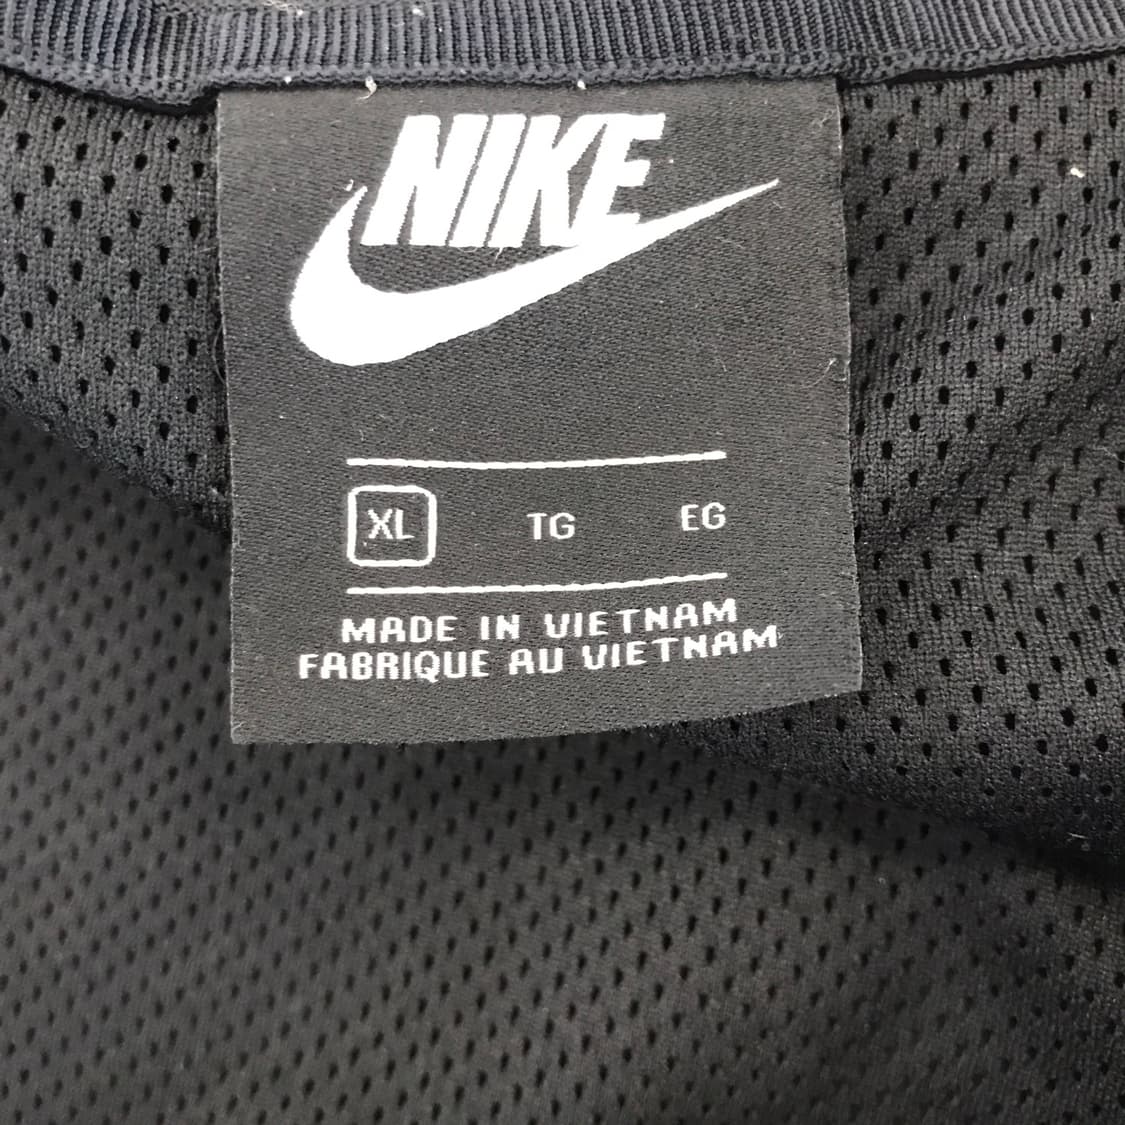 NIKE
XL TG EG
MADE IN VIETNAM
FABRIQUE AU VIETNAM